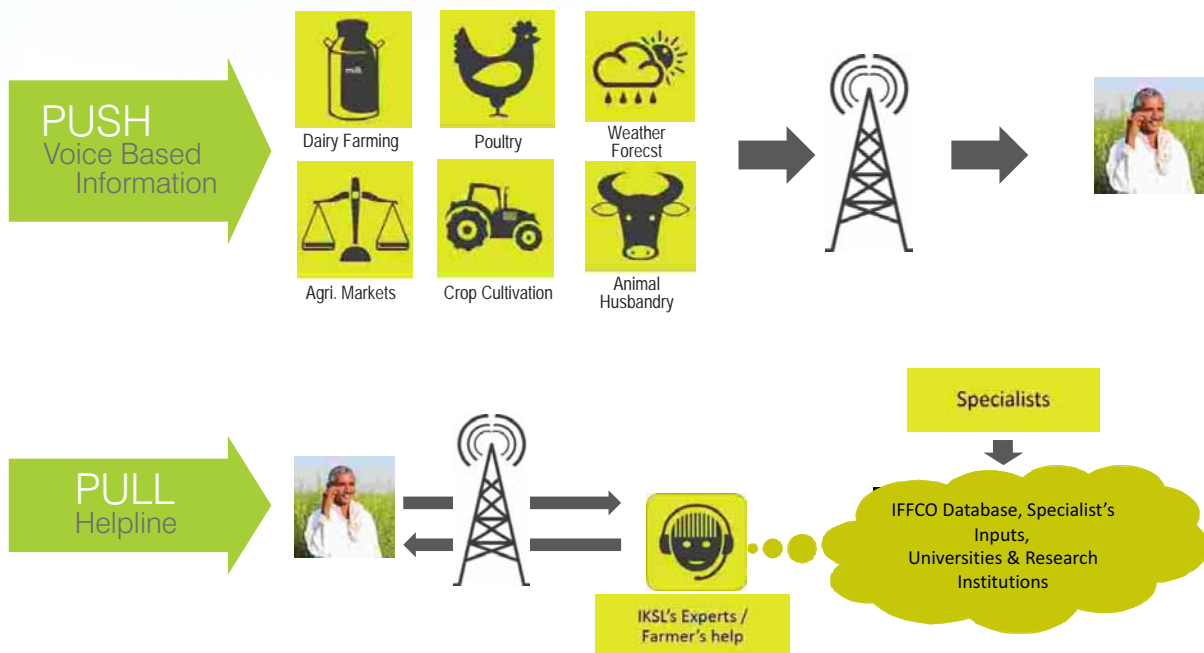 PUSH
Voice Based
Information
milk
Dairy Farming
Poultry
Weather
Forecst
Agri. Markets
Crop Cultivation
Animal
Husbandry
PULL
Helpline
Specialists
IFFCO Database, Specialist's
Inputs,
Universities & Research
Institutions
IKSL's Experts /
Farmer's help